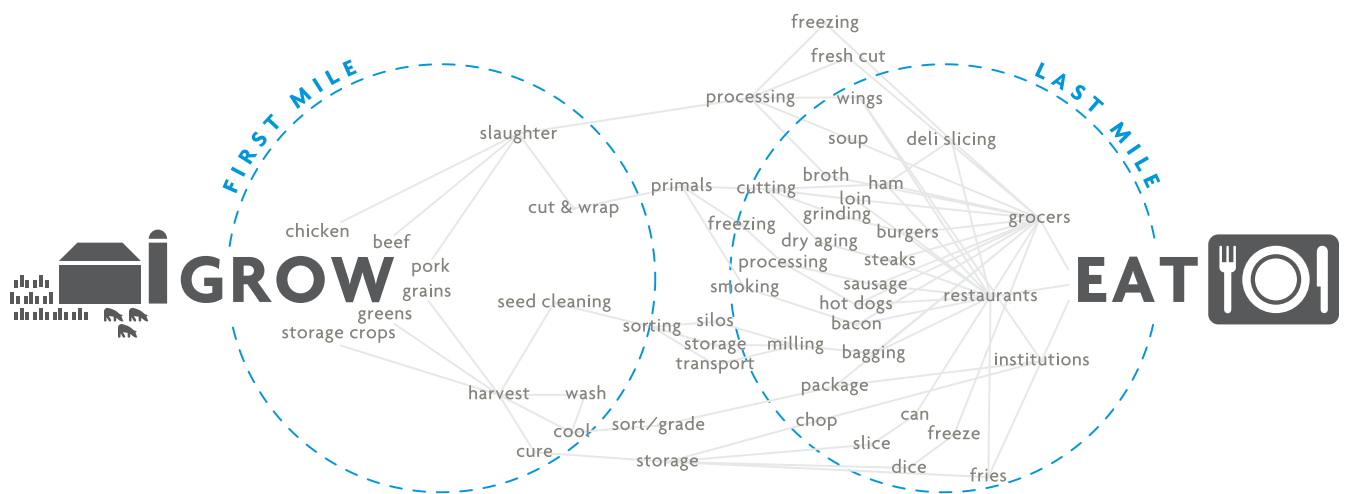 FIRST MILE
LAST MILE
GROW
EAT
chicken
beef
pork
grains
greens
storage crops
slaughter
cut & wrap
seed cleaning
harvest
wash
cool
cure
freezing
fresh cut
processing
wings
soup
deli slicing
primals
cutting
broth
ham
loin
grinding
freezing
burgers
dry aging
processing
steaks
smoking
sausage
hot dogs
bacon
grocers
restaurants
institutions
sorting
silos
storage
transport
milling
bagging
package
sort/grade
chop
can
freeze
slice
storage
dice
fries